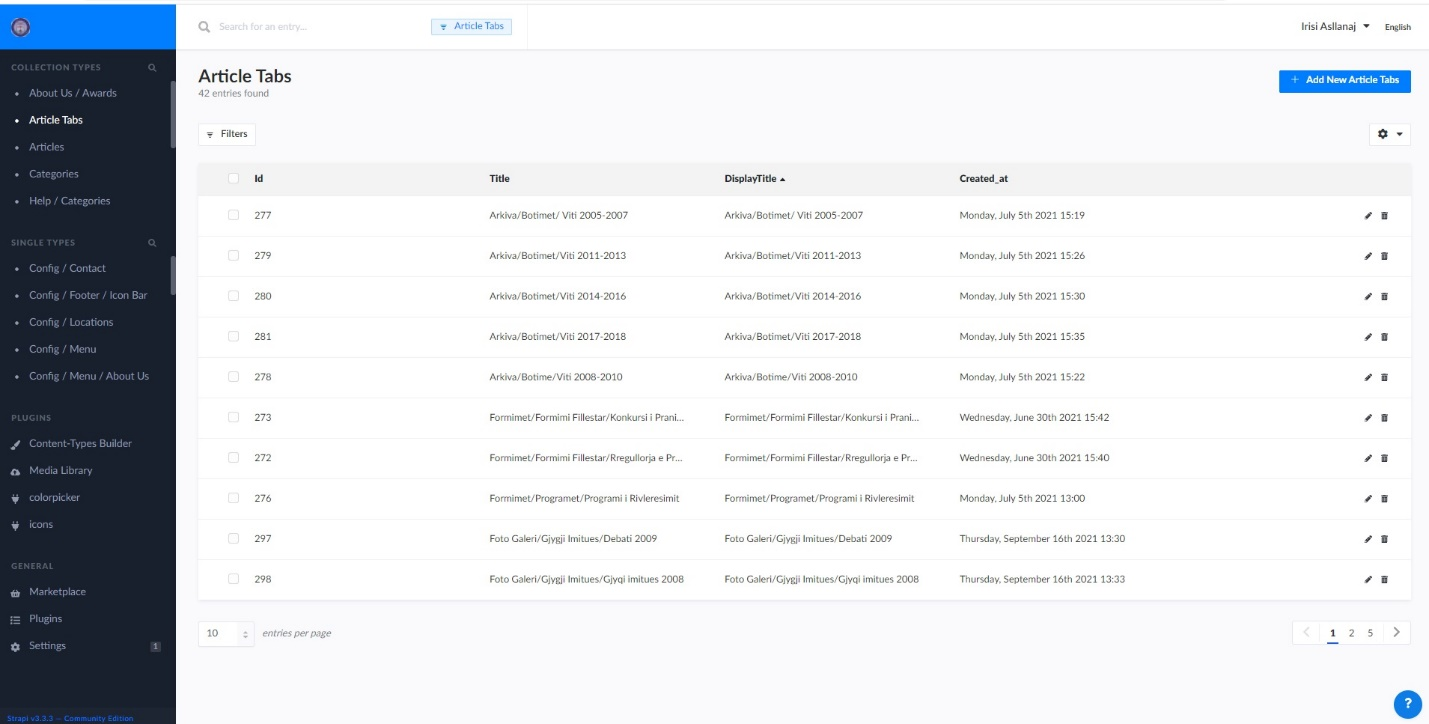 Search for an entry...
Article Tabs
Irisi Asllanaj
English
COLLECTION TYPES
About Us / Awards
Article Tabs
Articles
Categories
Help / Categories
SINGLE TYPES
Config / Contact
Config / Footer / Icon Bar
Config / Locations
Config / Menu
Config / Menu / About Us
PLUGINS
Content-Types Builder
Media Library
colorpicker
icons
GENERAL
Marketplace
Plugins
Settings 1
Strapi v3.3.3 — Community Edition
Article Tabs
42 entries found
+ Add New Article Tabs
Filters
Id Title DisplayTitle Created_at
277 Arkiva/Botimet/ Viti 2005-2007 Arkiva/Botimet/ Viti 2005-2007 Monday, July 5th 2021 15:19
279 Arkiva/Botimet/Viti 2011-2013 Arkiva/Botimet/Viti 2011-2013 Monday, July 5th 2021 15:26
280 Arkiva/Botimet/Viti 2014-2016 Arkiva/Botimet/Viti 2014-2016 Monday, July 5th 2021 15:30
281 Arkiva/Botimet/Viti 2017-2018 Arkiva/Botimet/Viti 2017-2018 Monday, July 5th 2021 15:35
278 Arkiva/Botime/Viti 2008-2010 Arkiva/Botime/Viti 2008-2010 Monday, July 5th 2021 15:22
273 Formimet/Formimi Fillestar/Konkursi i Prani... Formimet/Formimi Fillestar/Konkursi i Prani... Wednesday, June 30th 2021 15:42
272 Formimet/Formimi Fillestar/Rregullorja e Pr... Formimet/Formimi Fillestar/Rregullorja e Pr... Wednesday, June 30th 2021 15:40
276 Formimet/Programet/Programi i Rivleresimit Formimet/Programet/Programi i Rivleresimit Monday, July 5th 2021 13:00
297 Foto Galeri/Gjygji Imitues/Debati 2009 Foto Galeri/Gjygji Imitues/Debati 2009 Thursday, September 16th 2021 13:30
298 Foto Galeri/Gjygji Imitues/Gjyqi imitues 2008 Foto Galeri/Gjygji Imitues/Gjyqi imitues 2008 Thursday, September 16th 2021 13:33
10 entries per page
1 2 5
?